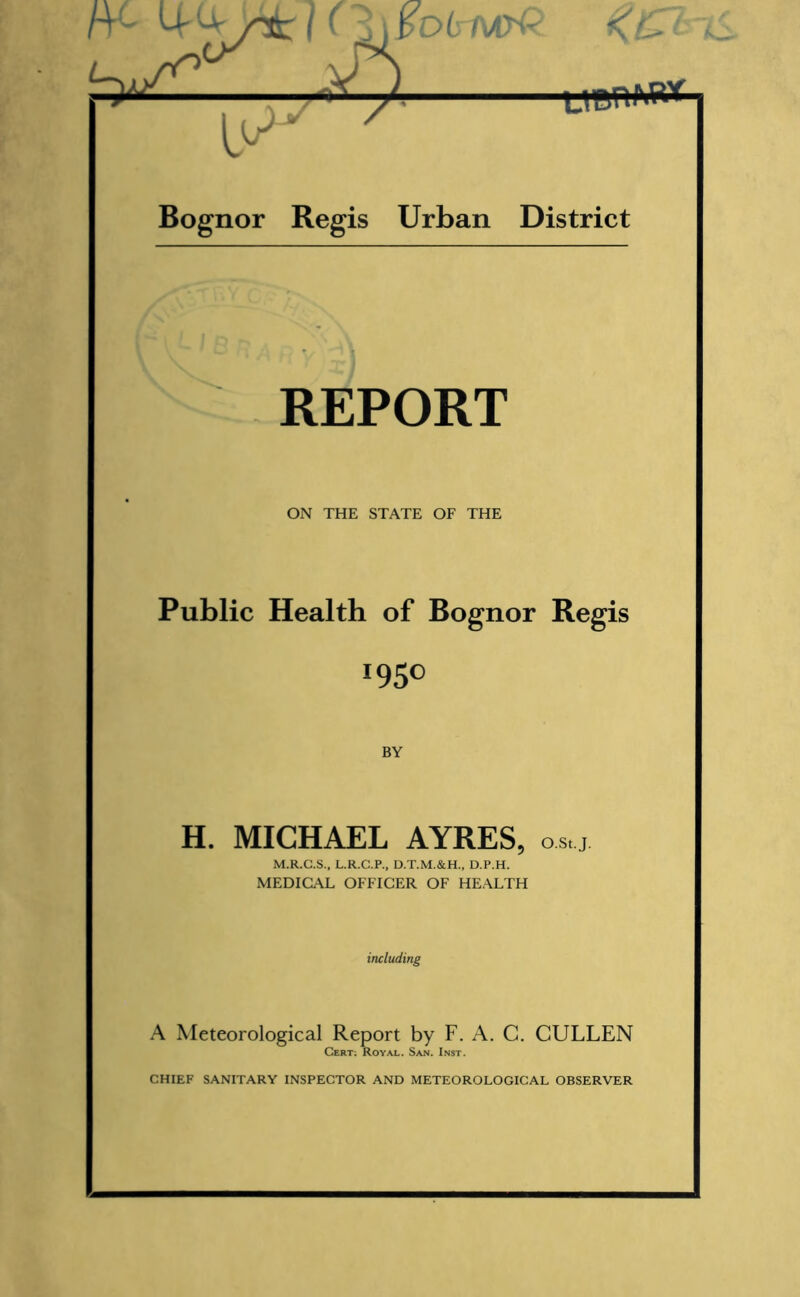 LIBRARY
Bognor Regis Urban District
LIBRARY
REPORT
ON THE STATE OF THE
Public Health of Bognor Regis
1950
BY
H. MICHAEL AYRES, O.St.J.
M.R.C.S., L.R.C.P., D.T.M.&H., D.P.H.
MEDICAL OFFICER OF HEALTH
including
A Meteorological Report by F. A. C. CULLEN
CERT: ROYAL. SAN. INST.
CHIEF SANITARY INSPECTOR AND METEOROLOGICAL OBSERVER